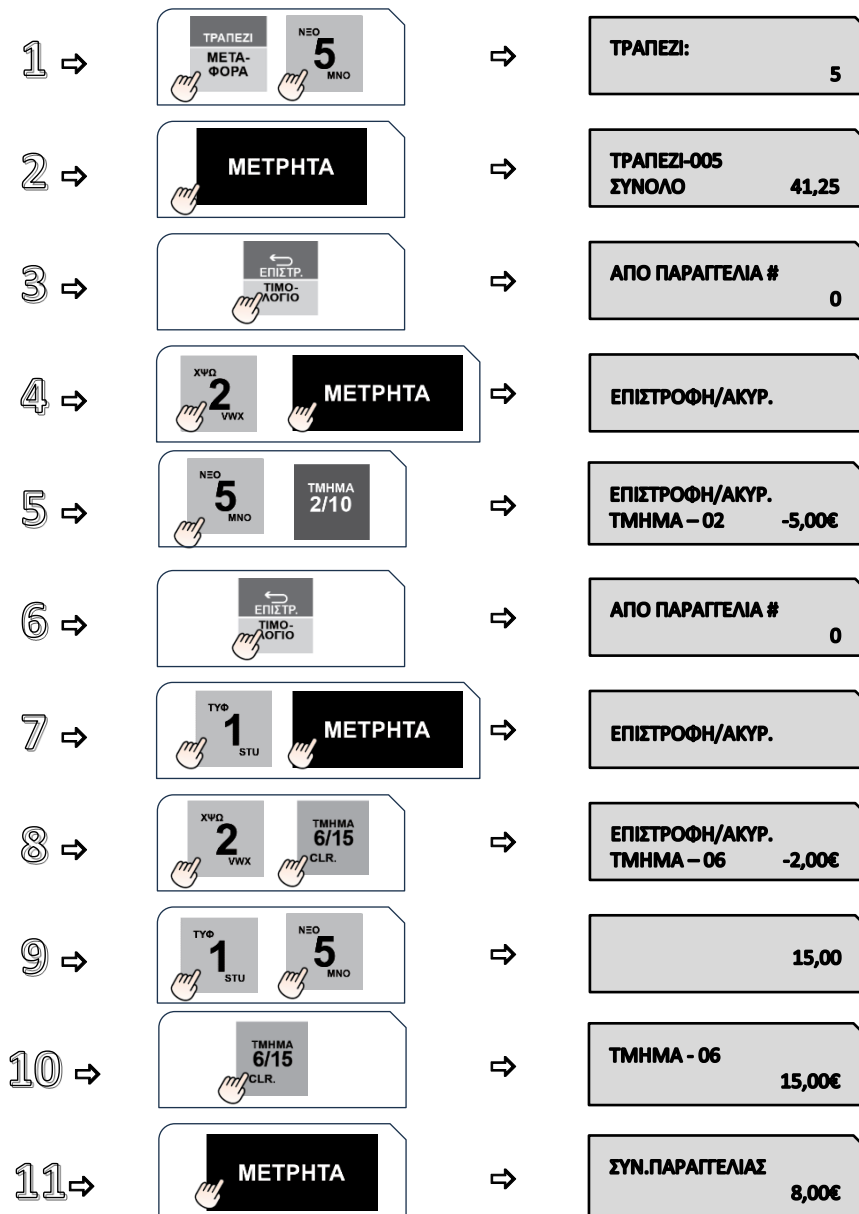 1
ΤΡΑΠΕΖΙ
ΜΕΤΑ-
ΦΟΡΑ
ΝΞΟ
5
MNO
ΤΡΑΠΕΖΙ:
5
2
ΜΕΤΡΗΤΑ
ΤΡΑΠΕΖΙ-005
ΣΥΝΟΛΟ 41,25
3
ΕΠΙΣΤΡ.
ΤΙΜΟ-
ΛΟΓΙΟ
ΑΠΟ ΠΑΡΑΓΓΕΛΙΑ #
0
4
ΧΨΩ
2
VWX
ΜΕΤΡΗΤΑ
ΕΠΙΣΤΡΟΦΗ/ΑΚΥΡ.
5
ΝΞΟ
5
MNO
ΤΜΗΜΑ
2/10
ΕΠΙΣΤΡΟΦΗ/ΑΚΥΡ.
ΤΜΗΜΑ – 02 -5,00€
6
ΕΠΙΣΤΡ.
ΤΙΜΟ-
ΛΟΓΙΟ
ΑΠΟ ΠΑΡΑΓΓΕΛΙΑ #
0
7
ΤΥΦ
1
STU
ΜΕΤΡΗΤΑ
ΕΠΙΣΤΡΟΦΗ/ΑΚΥΡ.
8
ΧΨΩ
2
VWX
ΤΜΗΜΑ
6/15
CLR.
ΕΠΙΣΤΡΟΦΗ/ΑΚΥΡ.
ΤΜΗΜΑ – 06 -2,00€
9
ΤΥΦ
1
STU
ΝΞΟ
5
MNO
15,00
10
ΤΜΗΜΑ
6/15
CLR.
ΤΜΗΜΑ - 06
15,00€
11
ΜΕΤΡΗΤΑ
ΣΥΝ.ΠΑΡΑΓΓΕΛΙΑΣ
8,00€